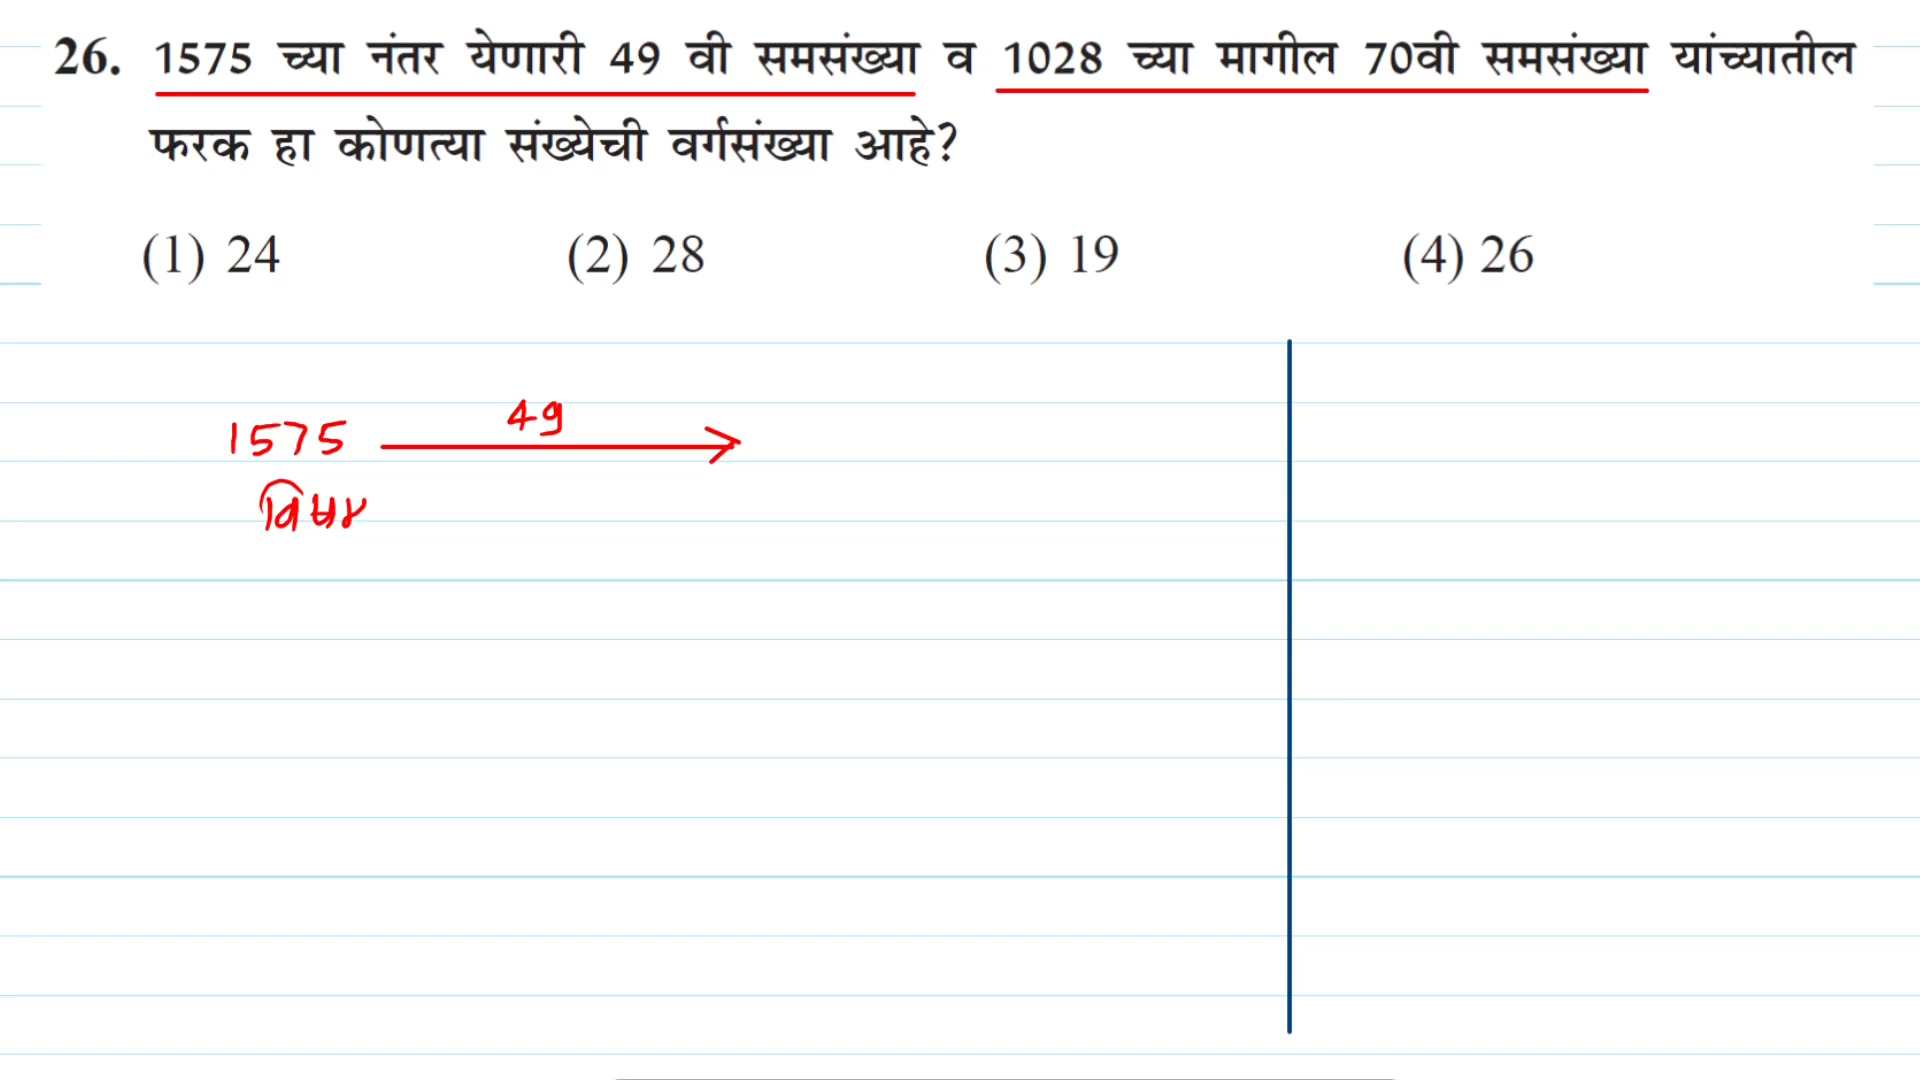 26. 1575 च्या नंतर येणारी 49 वी समसंख्या व 1028 च्या मागील 70वी समसंख्या यांच्यातील
फरक हा कोणत्या संख्येची वर्गसंख्या आहे?
(1) 24 (2) 28 (3) 19 (4) 26
49
1575